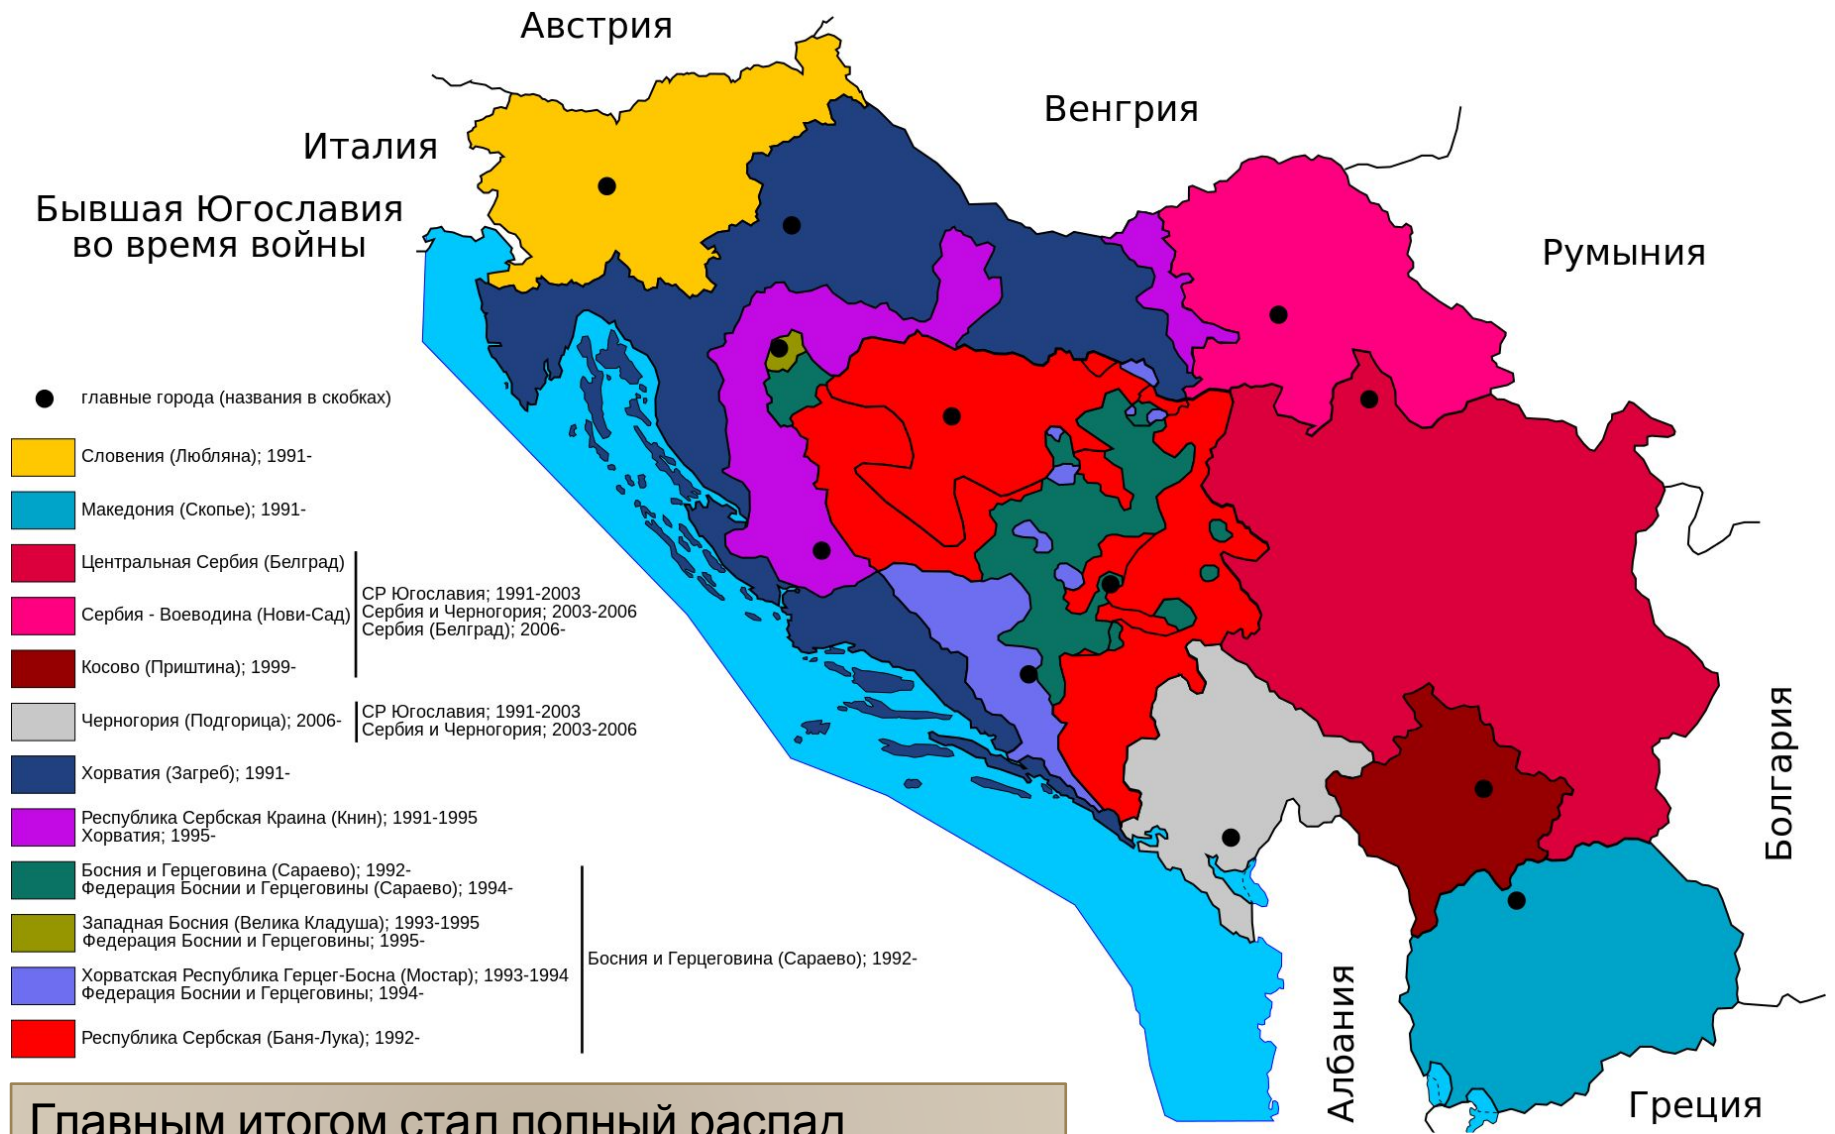 Австрия
Венгрия
Италия
Бывшая Югославия
во время войны
Румыния
главные города (названия в скобках)
Словения (Любляна); 1991-
Македония (Скопье); 1991-
Центральная Сербия (Белград)
Сербия - Воеводина (Нови-Сад)
Косово (Приштина); 1999-
СР Югославия; 1991-2003
Сербия и Черногория; 2003-2006
Сербия (Белград); 2006-
Черногория (Подгорица); 2006-
СР Югославия; 1991-2003
Сербия и Черногория; 2003-2006
Хорватия (Загреб); 1991-
Республика Сербская Краина (Книн); 1991-1995
Хорватия; 1995-
Босния и Герцеговина (Сараево); 1992-
Федерация Боснии и Герцеговины (Сараево); 1994-
Западная Босния (Велика Кладуша); 1993-1995
Федерация Боснии и Герцеговины; 1995-
Хорватская Республика Герцег-Босна (Мостар); 1993-1994
Федерация Боснии и Герцеговины; 1994-
Республика Сербская (Баня-Лука); 1992-
Босния и Герцеговина (Сараево); 1992-
Болгария
Албания
Греция
Главным итогом стал полный распад